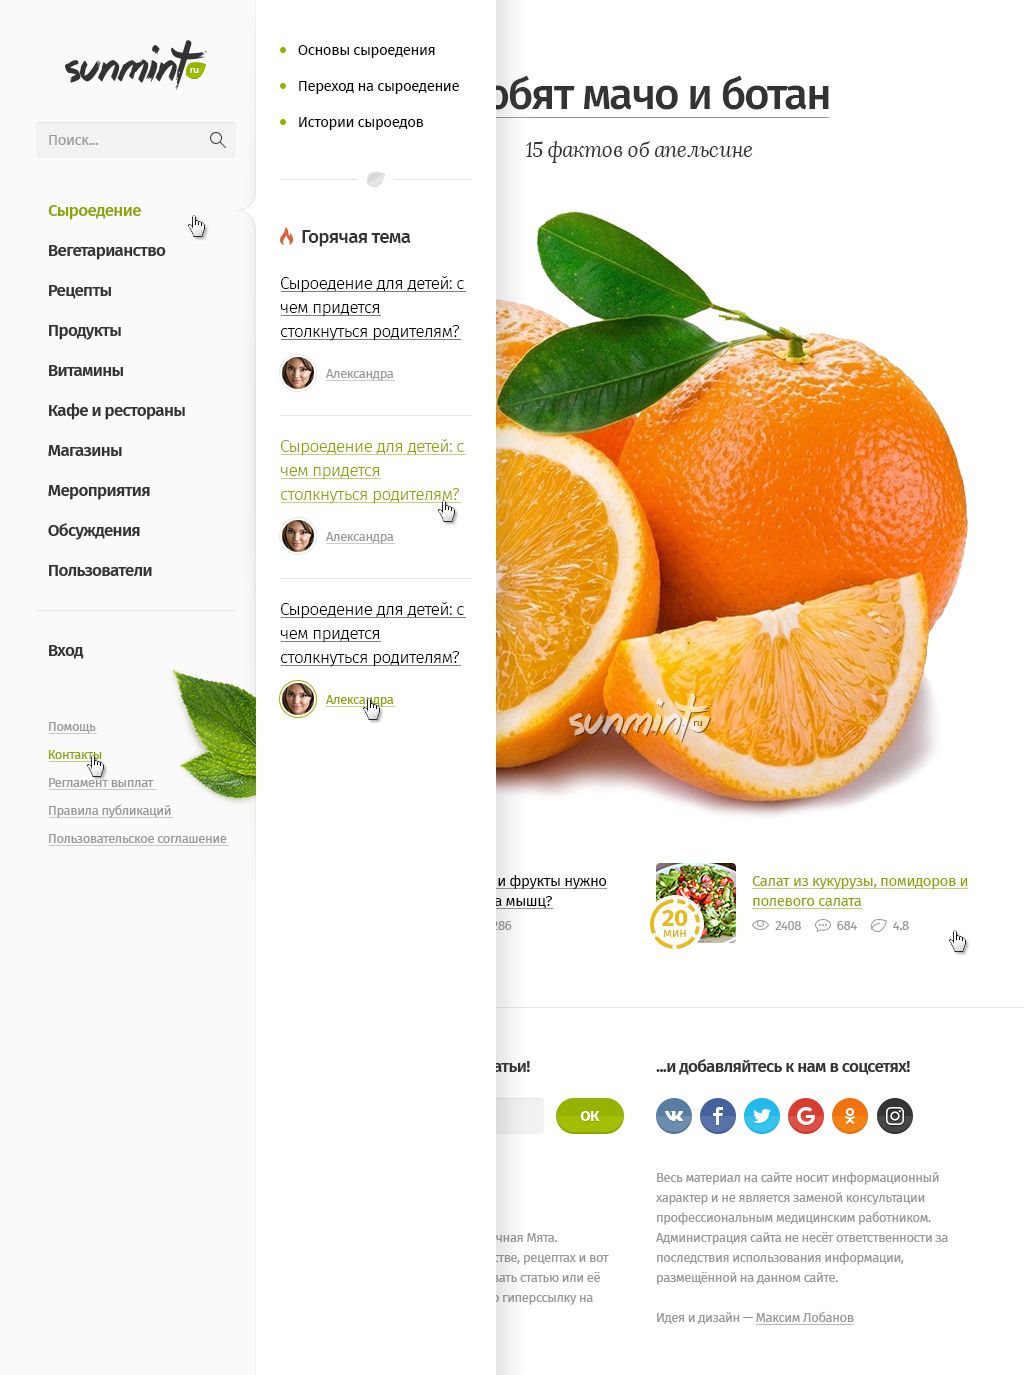 sunmint.ru
Поиск...
Сыроедение
Вегетарианство
Рецепты
Продукты
Витамины
Кафе и рестораны
Магазины
Мероприятия
Обсуждения
Пользователи
Вход
Помощь
Контакты
Регламент выплат
Правила публикаций
Пользовательское соглашение
Основы сыроедения
Переход на сыроедение
Истории сыроедов
Горячая тема
Сыроедение для детей: с
чем придется
столкнуться родителям?
Александра
Сыроедение для детей: с
чем придется
столкнуться родителям?
Александра
Сыроедение для детей: с
чем придется
столкнуться родителям?
Александра
обят мачо и ботан
15 фактов об апельсине
sunmint.ru
и фрукты нужно
а мышц?
286
20
мин
Салат из кукурузы, помидоров и
полевого салата
2408 684 4.8
атьи!
ОК
...и добавляйтесь к нам в соцсетях!
Весь материал на сайте носит информационный
характер и не является заменой консультации
профессиональным медицинским работником.
Администрация сайта не несёт ответственности за
последствия использования информации,
размещённой на данном сайте.
Идея и дизайн — Максим Лобанов
чная Мята.
стве, рецептах и вот
вать статью или её
о гиперссылку на